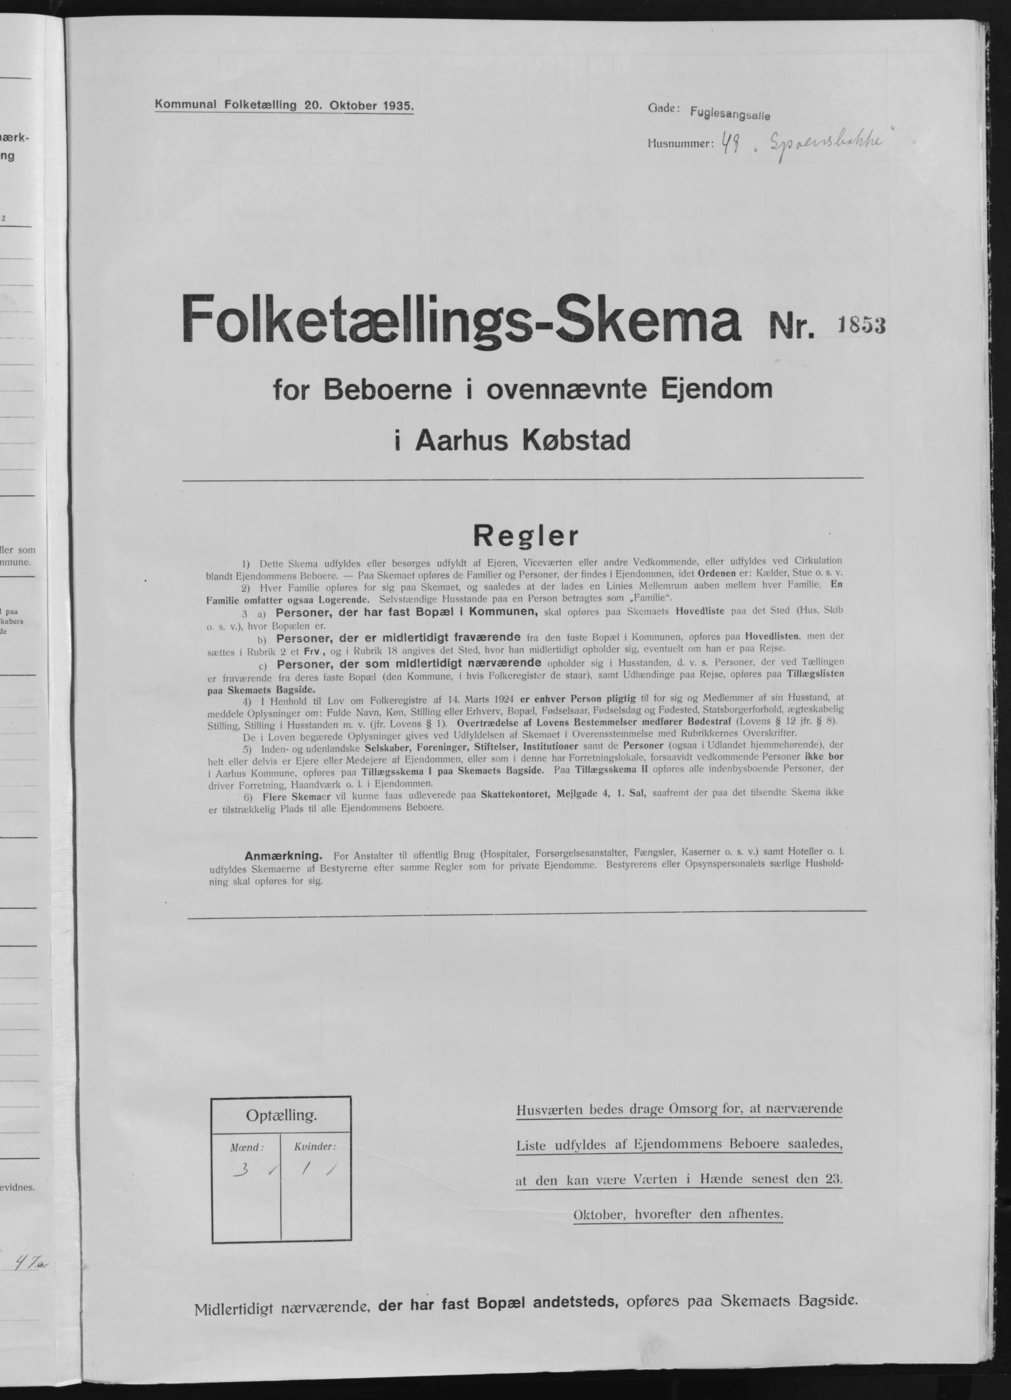 ærk-
ng
2
ller som
mmune.
l paa
kabers
de
evidnes.
47a
Kommunal Folketælling 20. Oktober 1935.
Gade: Fuglesangsalle
Husnummer: 49 „
Folketællings-Skema Nr. 1853
for Beboerne i ovennævnte Ejendom
i Aarhus Købstad
Regler
1) Dette Skema udfyldes eller besørges udfyldt af Ejeren, Viceværten eller andre Vedkommende, eller udfyldes ved Cirkulation
blandt Ejendommens Beboere. — Paa Skemaet opføres de Familier og Personer, der findes i Ejendommen, idet Ordenen er: Kælder, Stue o. s. v.
2) Hver Familie opføres for sig paa Skemaet, og saaledes at der lades en Linies Mellemrum aaben mellem hver Familie. En
Familie omfatter ogsaa Logerende. Selvstændige Husstande paa en Person betragtes som „Familie“.
3 a) Personer, der har fast Bopæl i Kommunen, skal opføres paa Skemaets Hovedliste paa det Sted (Hus, Skib
o. s. v.), hvor Bopælen er.
b) Personer, der er midlertidigt fraværende fra den faste Bopæl i Kommunen, opføres paa Hovedlisten, men der
sættes i Rubrik 2 et Frv., og i Rubrik 18 angives det Sted, hvor han midlertidigt opholder sig, eventuelt om han er paa Rejse.
c) Personer, der som midlertidigt nærværende opholder sig i Husstanden, d. v. s. Personer, der ved Tællingen
er fraværende fra deres faste Bopæl (den Kommune, i hvis Folkeregister de staar), samt Udlændinge paa Rejse, opføres paa Tillægslisten
paa Skemaets Bagside.
4) I Henhold til Lov om Folkeregistre af 14. Marts 1924 er enhver Person pligtig til for sig og Medlemmer af sin Husstand, at
meddele Oplysninger om: Fulde Navn, Køn, Stilling eller Erhverv, Bopæl, Fødselsaar, Fødselsdag og Fødested, Statsborgerforhold, ægteskabelig
Stilling, Stilling i Husstanden m. v. (jfr. Lovens § 1). Overtrædelse af Lovens Bestemmelser medfører Bødestraf (Lovens § 12 jfr. § 8).
De i Loven begærede Oplysninger gives ved Udfyldelsen af Skemaet i Overensstemmelse med Rubrikkernes Overskrifter.
5) Inden- og udenlandske Selskaber, Foreninger, Stiftelser, Institutioner samt de Personer (ogsaa i Udlandet hjemmehørende), der
helt eller delvis er Ejere eller Medejere af Ejendommen, eller som i denne har Forretningslokale, forsaavidt vedkommende Personer ikke bor
i Aarhus Kommune, opføres paa Tillægsskema I paa Skemaets Bagside. Paa Tillægsskema II opføres alle indenbysboende Personer, der
driver Forretning, Haandværk o. l. i Ejendommen.
6) Flere Skemaer vil kunne faas udleverede paa Skattekontoret, Mejlgade 4, 1. Sal, saafremt der paa det tilsendte Skema ikke
er tilstrækkelig Plads til alle Ejendommens Beboere.
Anmærkning. For Anstalter til offentlig Brug (Hospitaler, Forsørgelsesanstalter, Fængsler, Kaserner o. s. v.) samt Hoteller o. l.
udfyldes Skemaerne af Bestyrerne efter samme Regler som for private Ejendomme. Bestyrerens eller Opsynspersonalets særlige Hushold-
ning skal opføres for sig.
Optælling.
Mænd: Kvinder:
3 1
Husværten bedes drage Omsorg for, at nærværende
Liste udfyldes af Ejendommens Beboere saaledes,
at den kan være Værten i Hænde senest den 23.
Oktober, hvorefter den afhentes.
Midlertidigt nærværende, der har fast Bopæl andetsteds, opføres paa Skemaets Bagside.